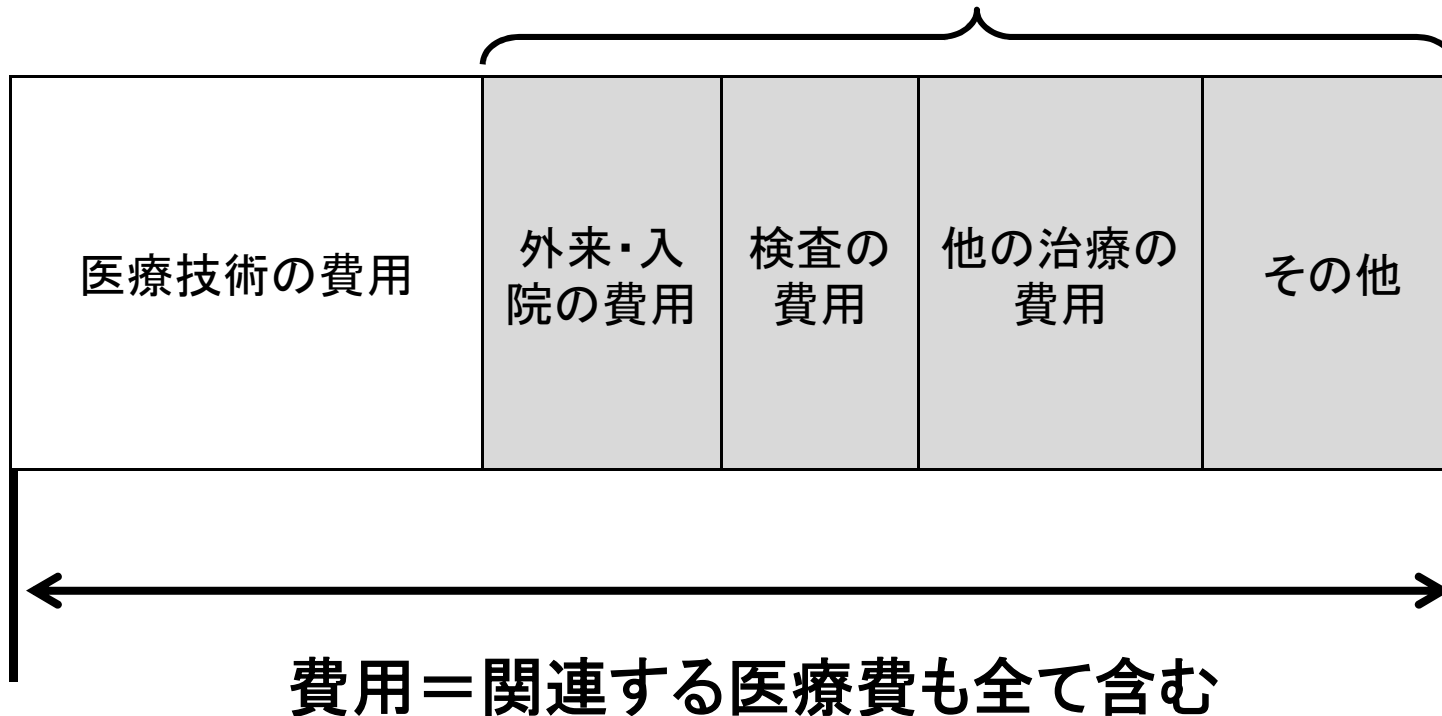 医療技術の費用
外来・入
院の費用
検査の
費用
他の治療の
費用
その他
費用＝関連する医療費も全て含む